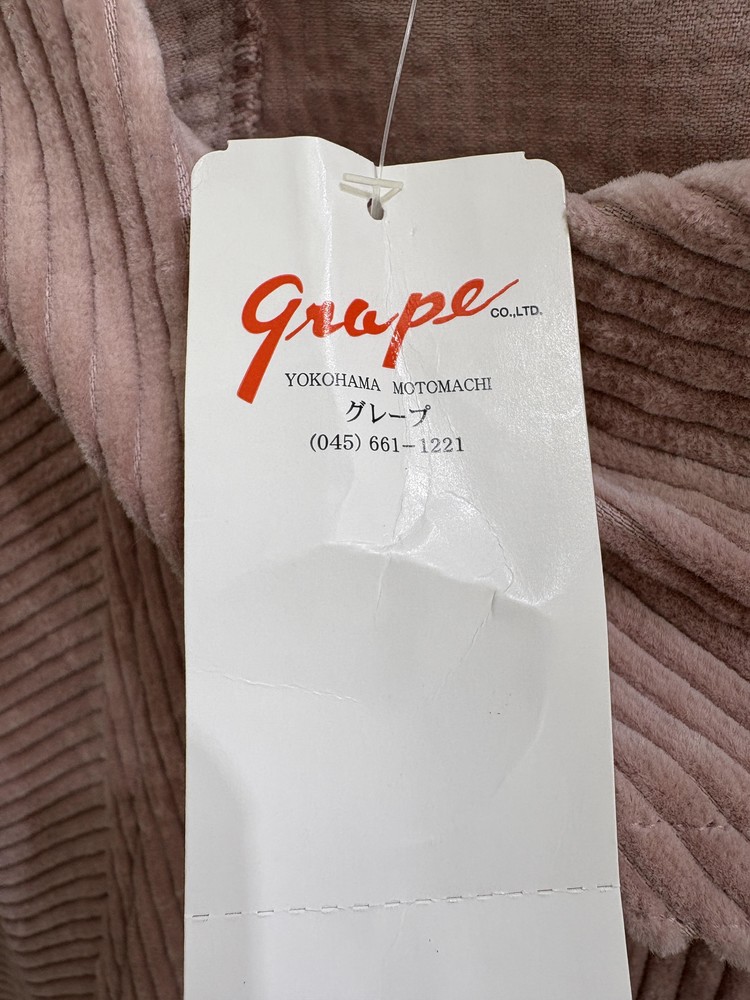 grape CO.,LTD.
YOKOHAMA MOTOMACHI
グレープ
(045) 661-1221